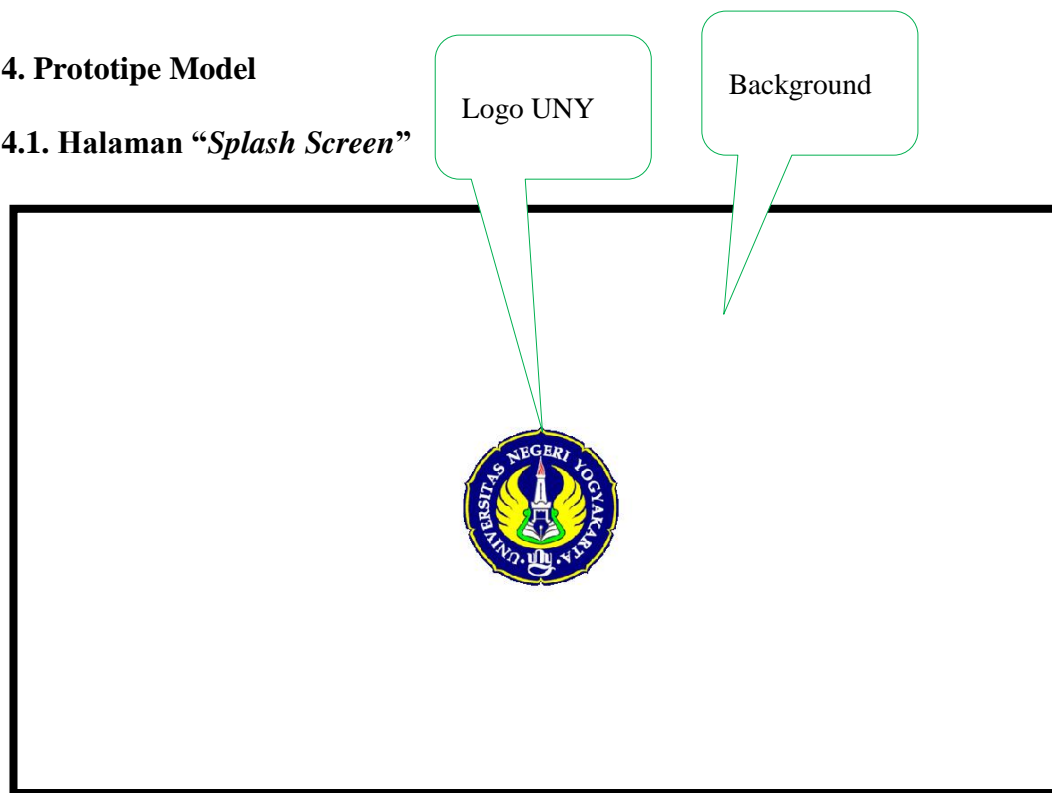 4. Prototipe Model
4.1. Halaman “Splash Screen”
Logo UNY
Background
UNIVERSITAS NEGERI YOGYAKARTA